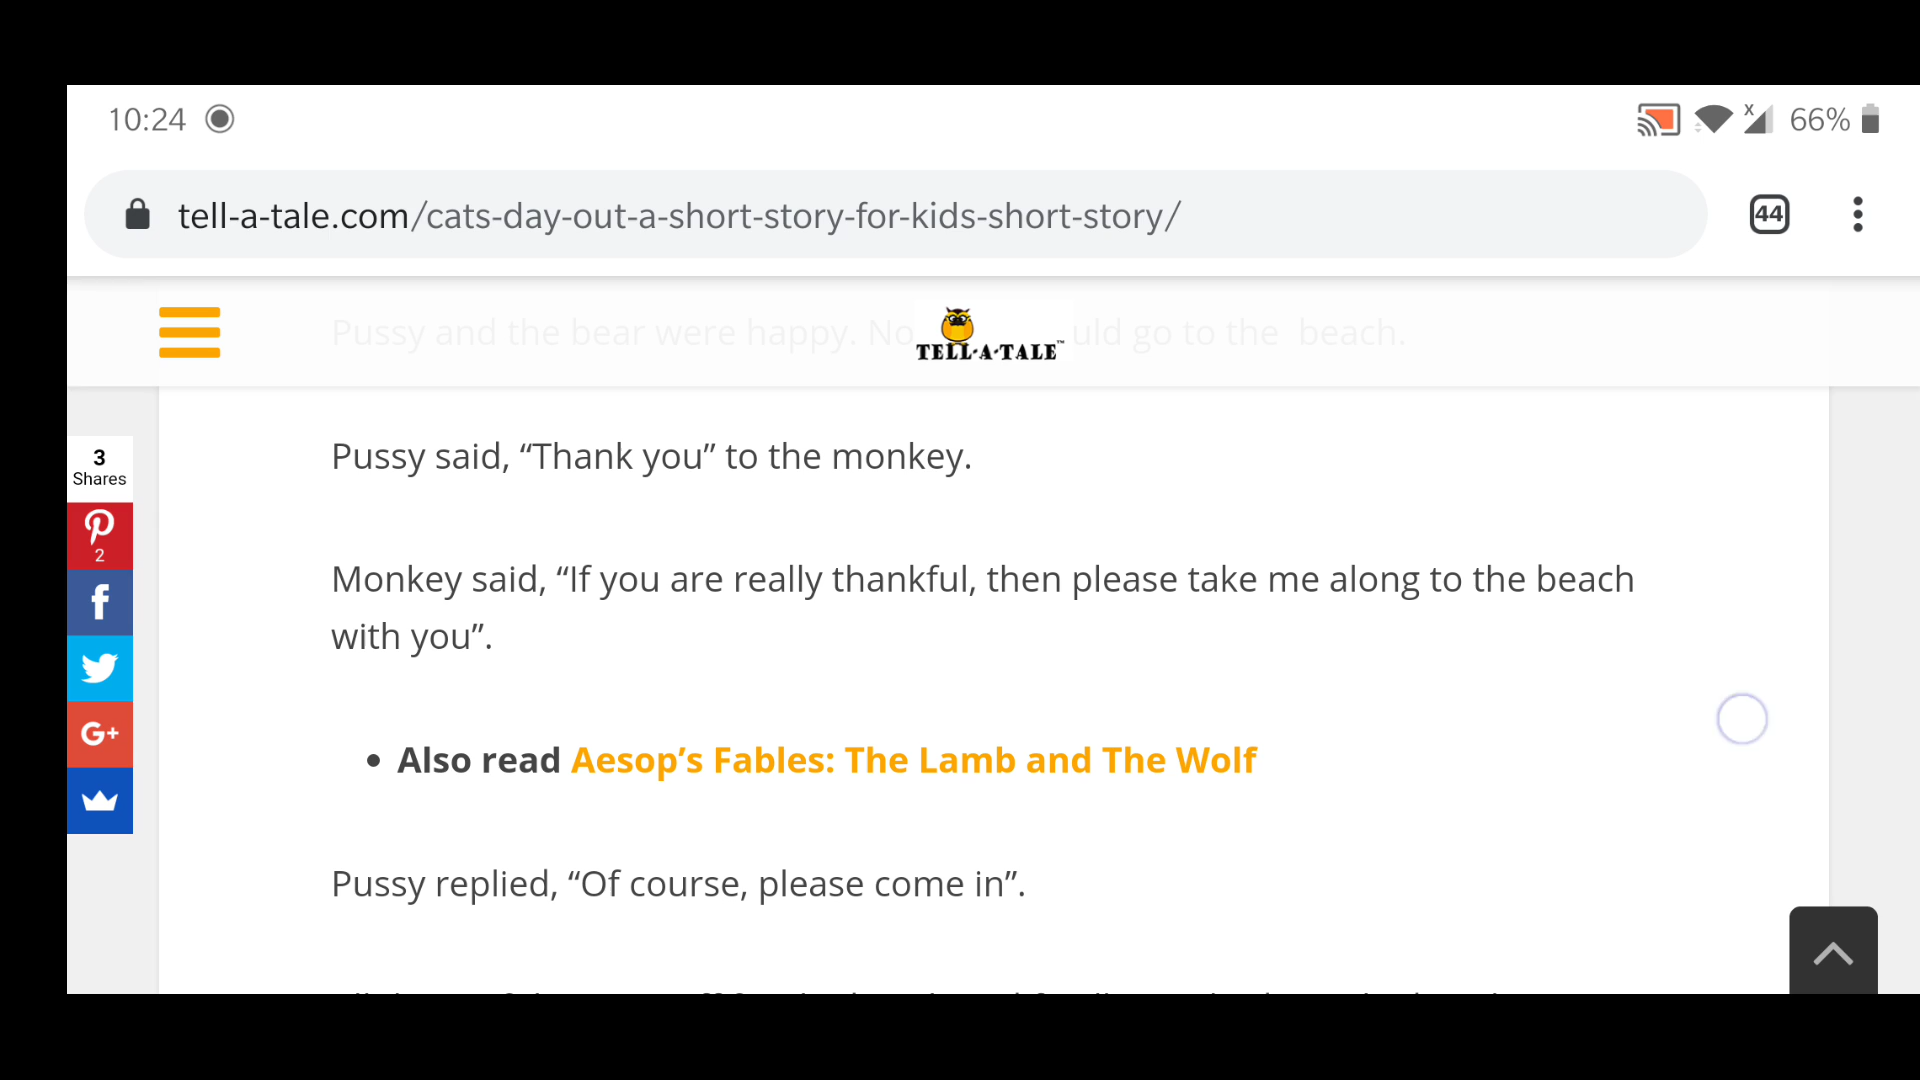 10:24
66%
tell-a-tale.com/cats-day-out-a-short-story-for-kids-short-story/
44
Pussy and the bear were happy. No uld go to the beach.
TELL-A-TALE™
3
Shares
Pussy said, “Thank you” to the monkey.
2
Monkey said, “If you are really thankful, then please take me along to the beach
with you”.
G+
• Also read Aesop’s Fables: The Lamb and The Wolf
Pussy replied, “Of course, please come in”.